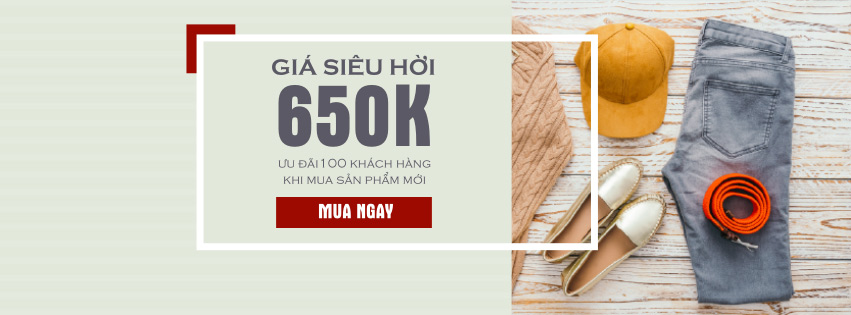 GIÁ SIÊU HỜI
650K
ƯU ĐÃI 100 KHÁCH HÀNG
KHI MUA SẢN PHẨM MỚI
MUA NGAY